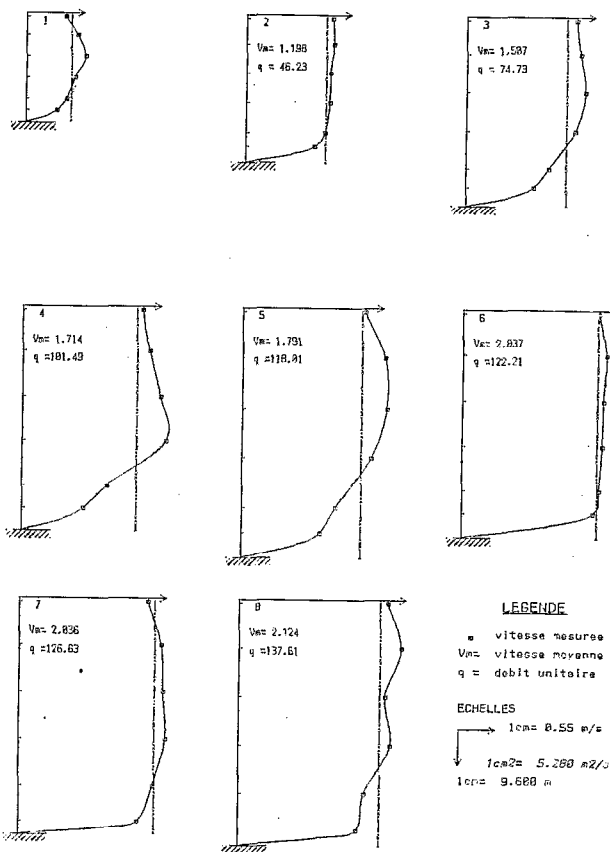 1
2
Vm= 1.198
q = 46.23
3
Vm= 1.507
q = 74.73
4
Vm= 1.714
q =101.49
5
Vm= 1.791
q =118.01
6
Vm= 2.037
q =122.21
7
Vm= 2.036
q =126.63
8
Vm= 2.124
q =137.61
LEGENDE
vitesse mesuree
Vm= vitesse moyenne
q = debit unitaire
ECHELLES
1cm= 0.55 m/s
1cm2= 5.280 m2/s
1cm= 9.600 m